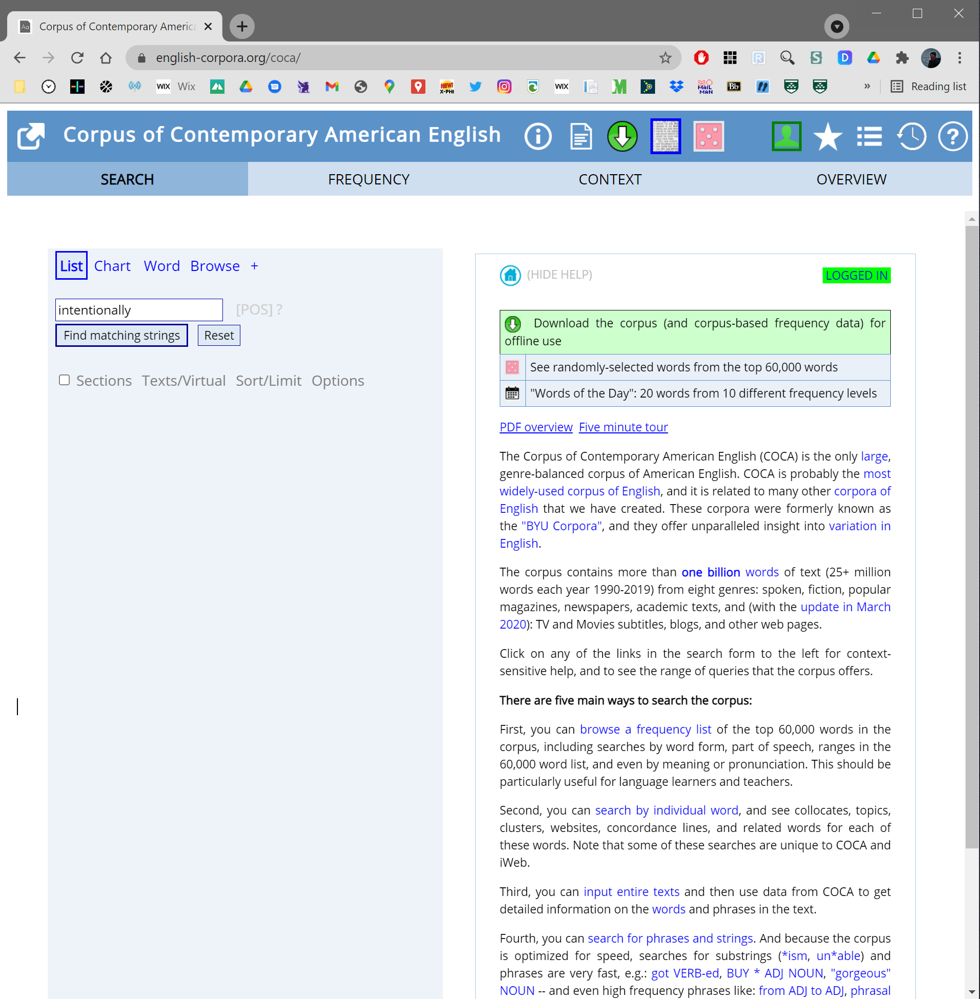 Corpus of Contemporary Americ
english-corpora.org/coca/
WIX Wix NEW! X-PHI WIX MAIL MAN Bb » Reading list
Corpus of Contemporary American English
SEARCH FREQUENCY CONTEXT OVERVIEW
List Chart Word Browse +
intentionally [POS] ?
Find matching strings Reset
Sections Texts/Virtual Sort/Limit Options
(HIDE HELP) LOGGED IN
Download the corpus (and corpus-based frequency data) for
offline use
See randomly-selected words from the top 60,000 words
"Words of the Day": 20 words from 10 different frequency levels
PDF overview Five minute tour
The Corpus of Contemporary American English (COCA) is the only large,
genre-balanced corpus of American English. COCA is probably the most
widely-used corpus of English, and it is related to many other corpora of
English that we have created. These corpora were formerly known as
the "BYU Corpora", and they offer unparalleled insight into variation in
English.
The corpus contains more than one billion words of text (25+ million
words each year 1990-2019) from eight genres: spoken, fiction, popular
magazines, newspapers, academic texts, and (with the update in March
2020): TV and Movies subtitles, blogs, and other web pages.
Click on any of the links in the search form to the left for context-
sensitive help, and to see the range of queries that the corpus offers.
There are five main ways to search the corpus:
First, you can browse a frequency list of the top 60,000 words in the
corpus, including searches by word form, part of speech, ranges in the
60,000 word list, and even by meaning or pronunciation. This should be
particularly useful for language learners and teachers.
Second, you can search by individual word, and see collocates, topics,
clusters, websites, concordance lines, and related words for each of
these words. Note that some of these searches are unique to COCA and
iWeb.
Third, you can input entire texts and then use data from COCA to get
detailed information on the words and phrases in the text.
Fourth, you can search for phrases and strings. And because the corpus
is optimized for speed, searches for substrings (*ism, un*able) and
phrases are very fast, e.g.: got VERB-ed, BUY * ADJ NOUN, "gorgeous"
NOUN -- and even high frequency phrases like: from ADJ to ADJ, phrasal